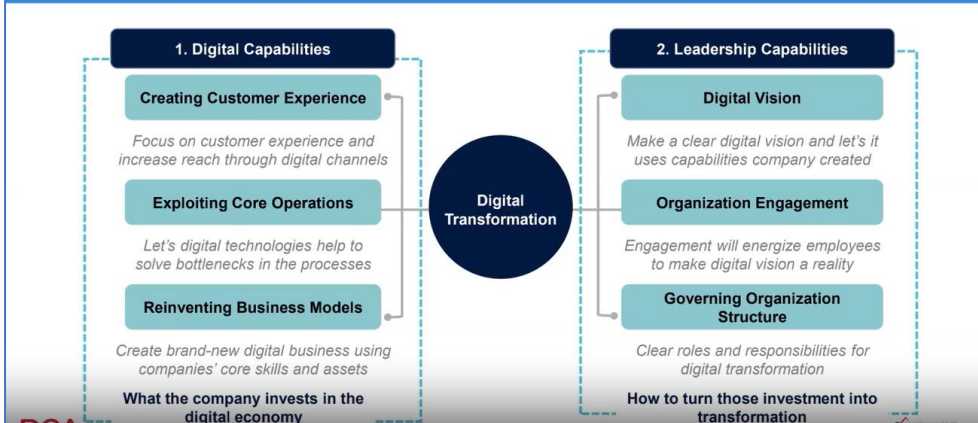 1. Digital Capabilities
Creating Customer Experience
Focus on customer experience and
increase reach through digital channels
Exploiting Core Operations
Let's digital technologies help to
solve bottlenecks in the processes
Reinventing Business Models
Create brand-new digital business using
companies' core skills and assets
What the company invests in the
digital economy
Digital
Transformation
2. Leadership Capabilities
Digital Vision
Make a clear digital vision and let's it
uses capabilities company created
Organization Engagement
Engagement will energize employees
to make digital vision a reality
Governing Organization
Structure
Clear roles and responsibilities for
digital transformation
How to turn those investment into
transformation